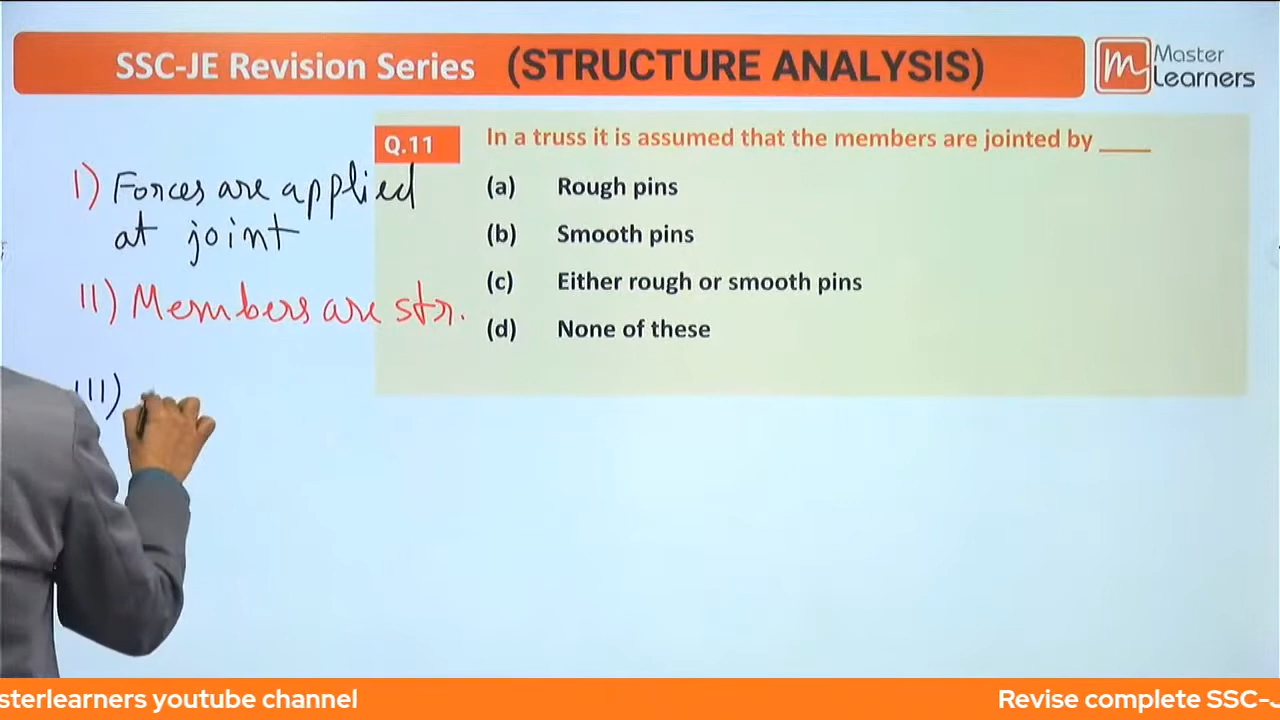 SSC-JE Revision Series (STRUCTURE ANALYSIS)
Master
Learners
Q.11 In a truss it is assumed that the members are jointed by ____
(a) Rough pins
(b) Smooth pins
(c) Either rough or smooth pins
(d) None of these
I) Forces are applied
at joint
II) Members are str.
III)
sterlearners youtube channel
Revise complete SSC-J